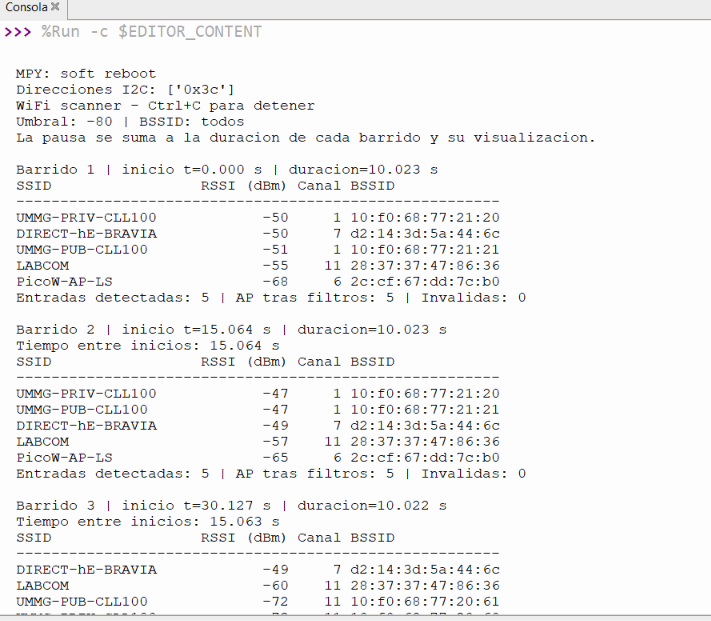 Consola
>>> %Run -c $EDITOR_CONTENT
MPY: soft reboot
Direcciones I2C: ['0x3c']
WiFi scanner - Ctrl+C para detener
Umbral: -80 | BSSID: todos
La pausa se suma a la duracion de cada barrido y su visualizacion.
Barrido 1 | inicio t=0.000 s | duracion=10.023 s
SSID RSSI (dBm) Canal BSSID
------------------------------------------------------
UMMG-PRIV-CLL100 -50 1 10:f0:68:77:21:20
DIRECT-hE-BRAVIA -50 7 d2:14:3d:5a:44:6c
UMMG-PUB-CLL100 -51 1 10:f0:68:77:21:21
LABCOM -55 11 28:37:37:47:86:36
PicoW-AP-LS -68 6 2c:cf:67:dd:7c:b0
Entradas detectadas: 5 | AP tras filtros: 5 | Invalidas: 0
Barrido 2 | inicio t=15.064 s | duracion=10.023 s
Tiempo entre inicios: 15.064 s
SSID RSSI (dBm) Canal BSSID
------------------------------------------------------
UMMG-PRIV-CLL100 -47 1 10:f0:68:77:21:20
UMMG-PUB-CLL100 -47 1 10:f0:68:77:21:21
DIRECT-hE-BRAVIA -49 7 d2:14:3d:5a:44:6c
LABCOM -57 11 28:37:37:47:86:36
PicoW-AP-LS -65 6 2c:cf:67:dd:7c:b0
Entradas detectadas: 5 | AP tras filtros: 5 | Invalidas: 0
Barrido 3 | inicio t=30.127 s | duracion=10.022 s
Tiempo entre inicios: 15.063 s
SSID RSSI (dBm) Canal BSSID
------------------------------------------------------
DIRECT-hE-BRAVIA -49 7 d2:14:3d:5a:44:6c
LABCOM -60 11 28:37:37:47:86:36
UMMG-PUB-CLL100 -72 11 10:f0:68:77:20:61